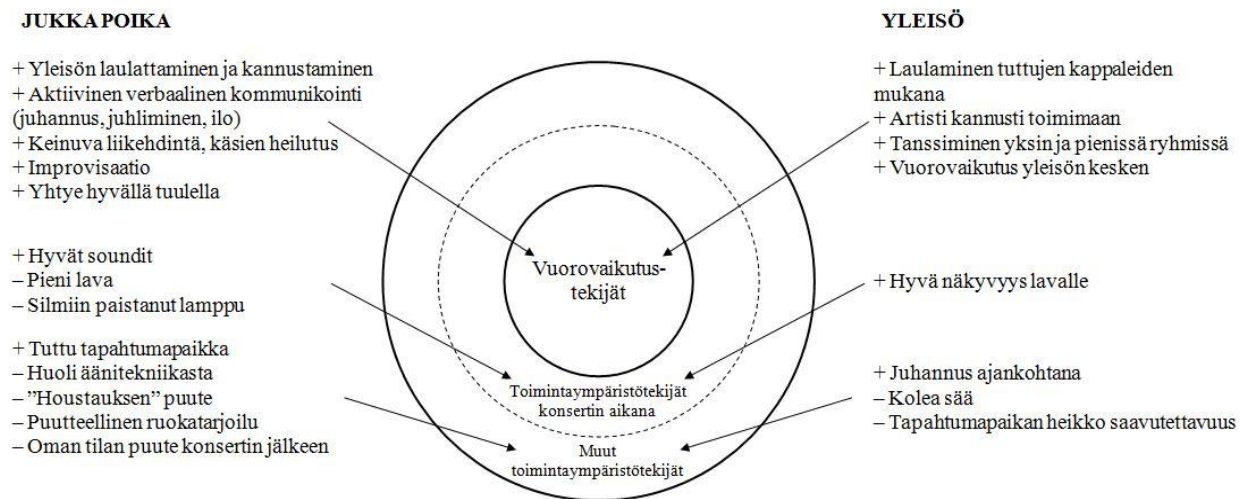 JUKKA POIKA
+ Yleisön laulattaminen ja kannustaminen
+ Aktiivinen verbaalinen kommunikointi
(juhannus, juhliminen, ilo)
+ Keinuva liikehdintä, käsien heilutus
+ Improvisaatio
+ Yhtye hyvällä tuulella
+ Hyvät soundit
– Pieni lava
– Silmiin paistanut lamppu
+ Tuttu tapahtumapaikka
– Huoli äänitekniikasta
– ”Houstauksen” puute
– Puutteellinen ruokatarjoilu
– Oman tilan puute konsertin jälkeen
Vuorovaikutus-
tekijät
Toimintaympäristötekijät
konsertin aikana
Muut
toimintaympäristötekijät
YLEISÖ
+ Laulaminen tuttujen kappaleiden
mukana
+ Artisti kannusti toimimaan
+ Tanssiminen yksin ja pienissä ryhmissä
+ Vuorovaikutus yleisön kesken
+ Hyvä näkyvyys lavalle
+ Juhannus ajankohtana
– Kolea sää
– Tapahtumapaikan heikko saavutettavuus